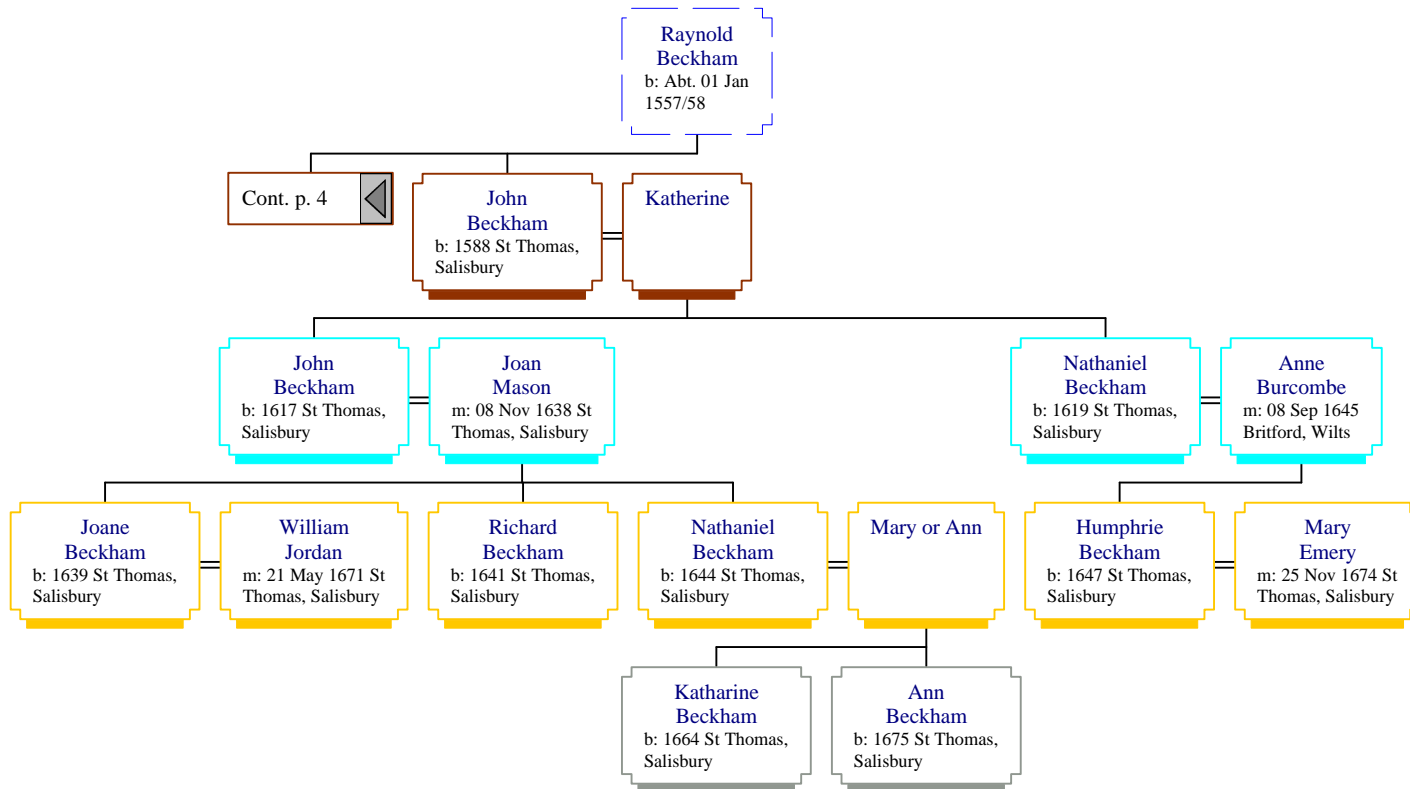 Raynold
Beckham
b: Abt. 01 Jan
1557/58
Cont. p. 4
John
Beckham
b: 1588 St Thomas,
Salisbury
Katherine
John
Beckham
b: 1617 St Thomas,
Salisbury
Joan
Mason
m: 08 Nov 1638 St
Thomas, Salisbury
Nathaniel
Beckham
b: 1619 St Thomas,
Salisbury
Anne
Burcombe
m: 08 Sep 1645
Britford, Wilts
Joane
Beckham
b: 1639 St Thomas,
Salisbury
William
Jordan
m: 21 May 1671 St
Thomas, Salisbury
Richard
Beckham
b: 1641 St Thomas,
Salisbury
Nathaniel
Beckham
b: 1644 St Thomas,
Salisbury
Mary or Ann
Humphrie
Beckham
b: 1647 St Thomas,
Salisbury
Mary
Emery
m: 25 Nov 1674 St
Thomas, Salisbury
Katharine
Beckham
b: 1664 St Thomas,
Salisbury
Ann
Beckham
b: 1675 St Thomas,
Salisbury